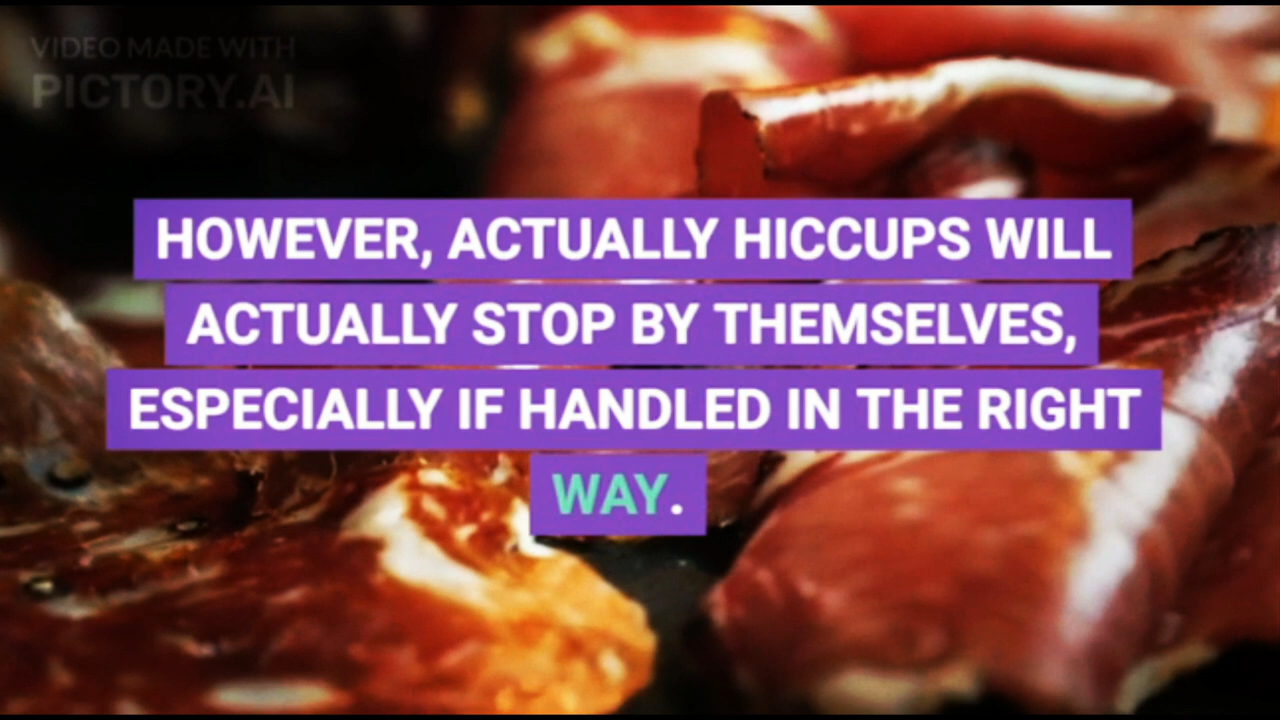 VIDEO MADE WITH
PICTORY.AI
HOWEVER, ACTUALLY HICCUPS WILL
ACTUALLY STOP BY THEMSELVES,
ESPECIALLY IF HANDLED IN THE RIGHT
WAY.